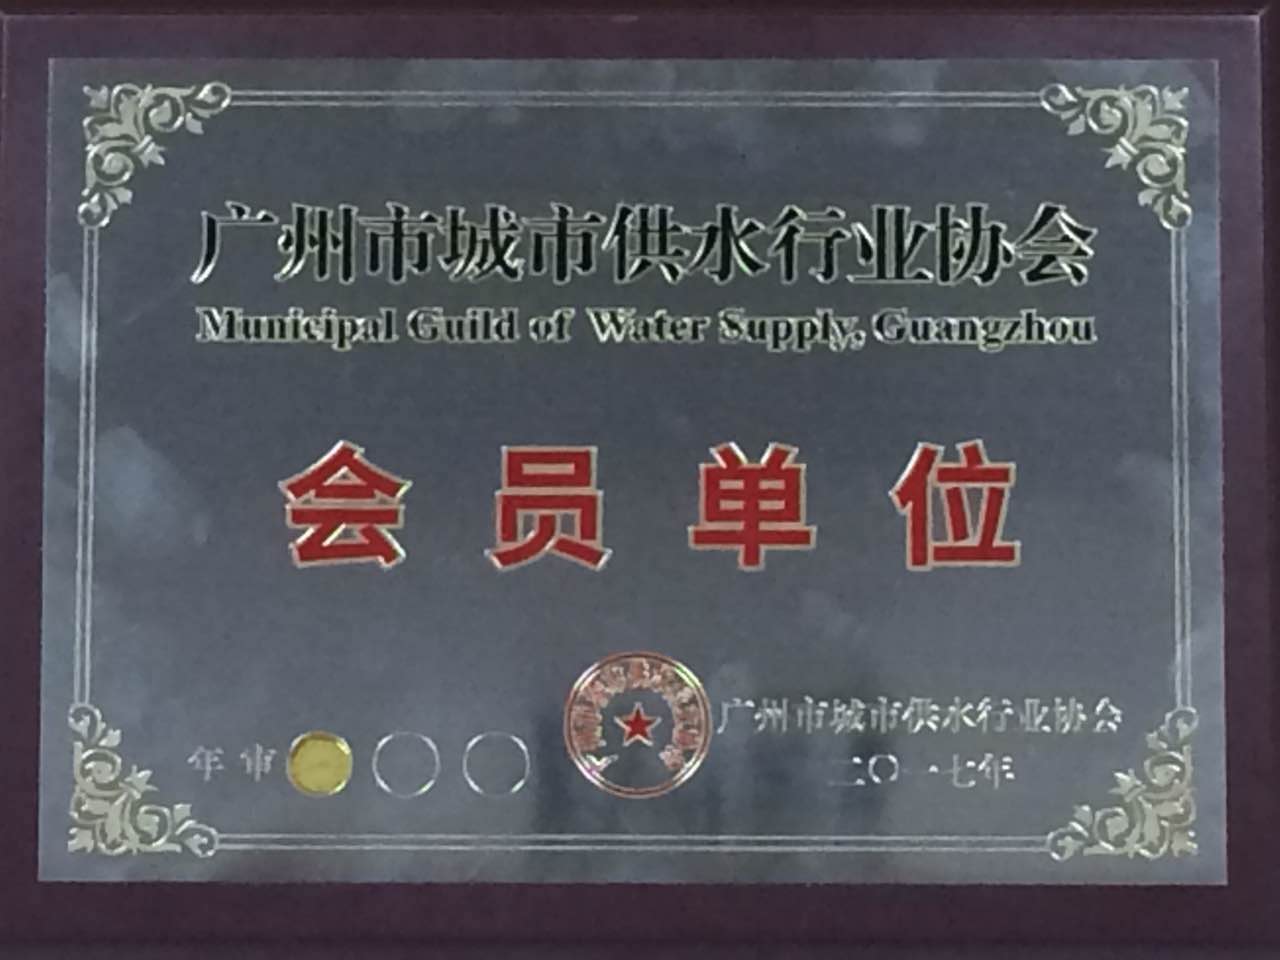 广州市城市供水行业协会
Municipal Guild of Water Supply, Guangzhou
会员单位
广州市城市供水行业协会
年审
二〇一七年